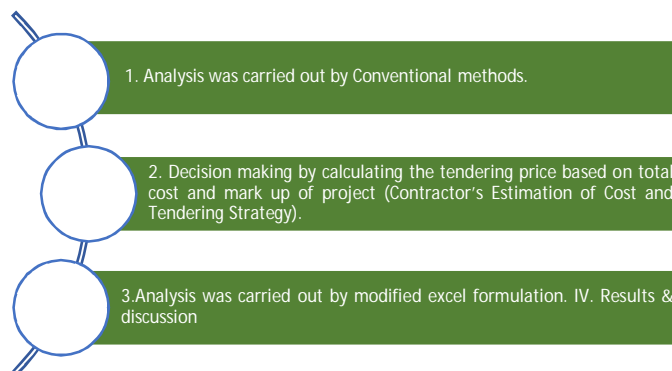 1. Analysis was carried out by Conventional methods.
2. Decision making by calculating the tendering price based on total
cost and mark up of project (Contractor's Estimation of Cost and
Tendering Strategy).
3.Analysis was carried out by modified excel formulation. IV. Results &
discussion